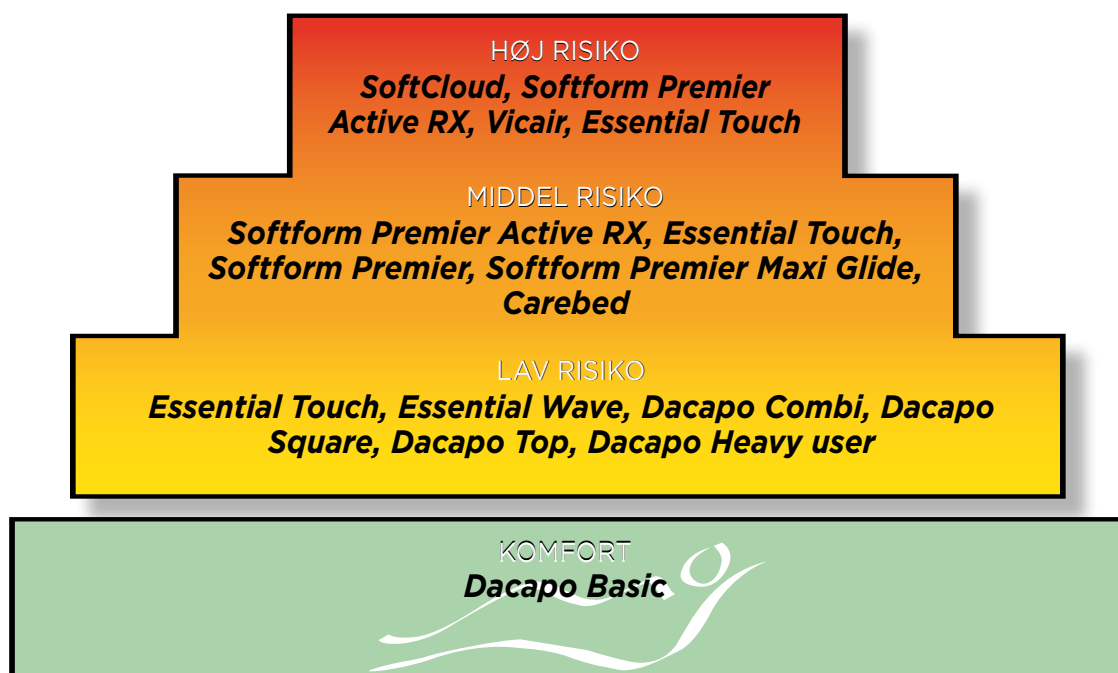 HØJ RISIKO
SoftCloud, Softform Premier
Active RX, Vicair, Essential Touch
MIDDEL RISIKO
Softform Premier Active RX, Essential Touch,
Softform Premier, Softform Premier Maxi Glide,
Carebed
LAV RISIKO
Essential Touch, Essential Wave, Dacapo Combi, Dacapo
Square, Dacapo Top, Dacapo Heavy user
KOMFORT
Dacapo Basic